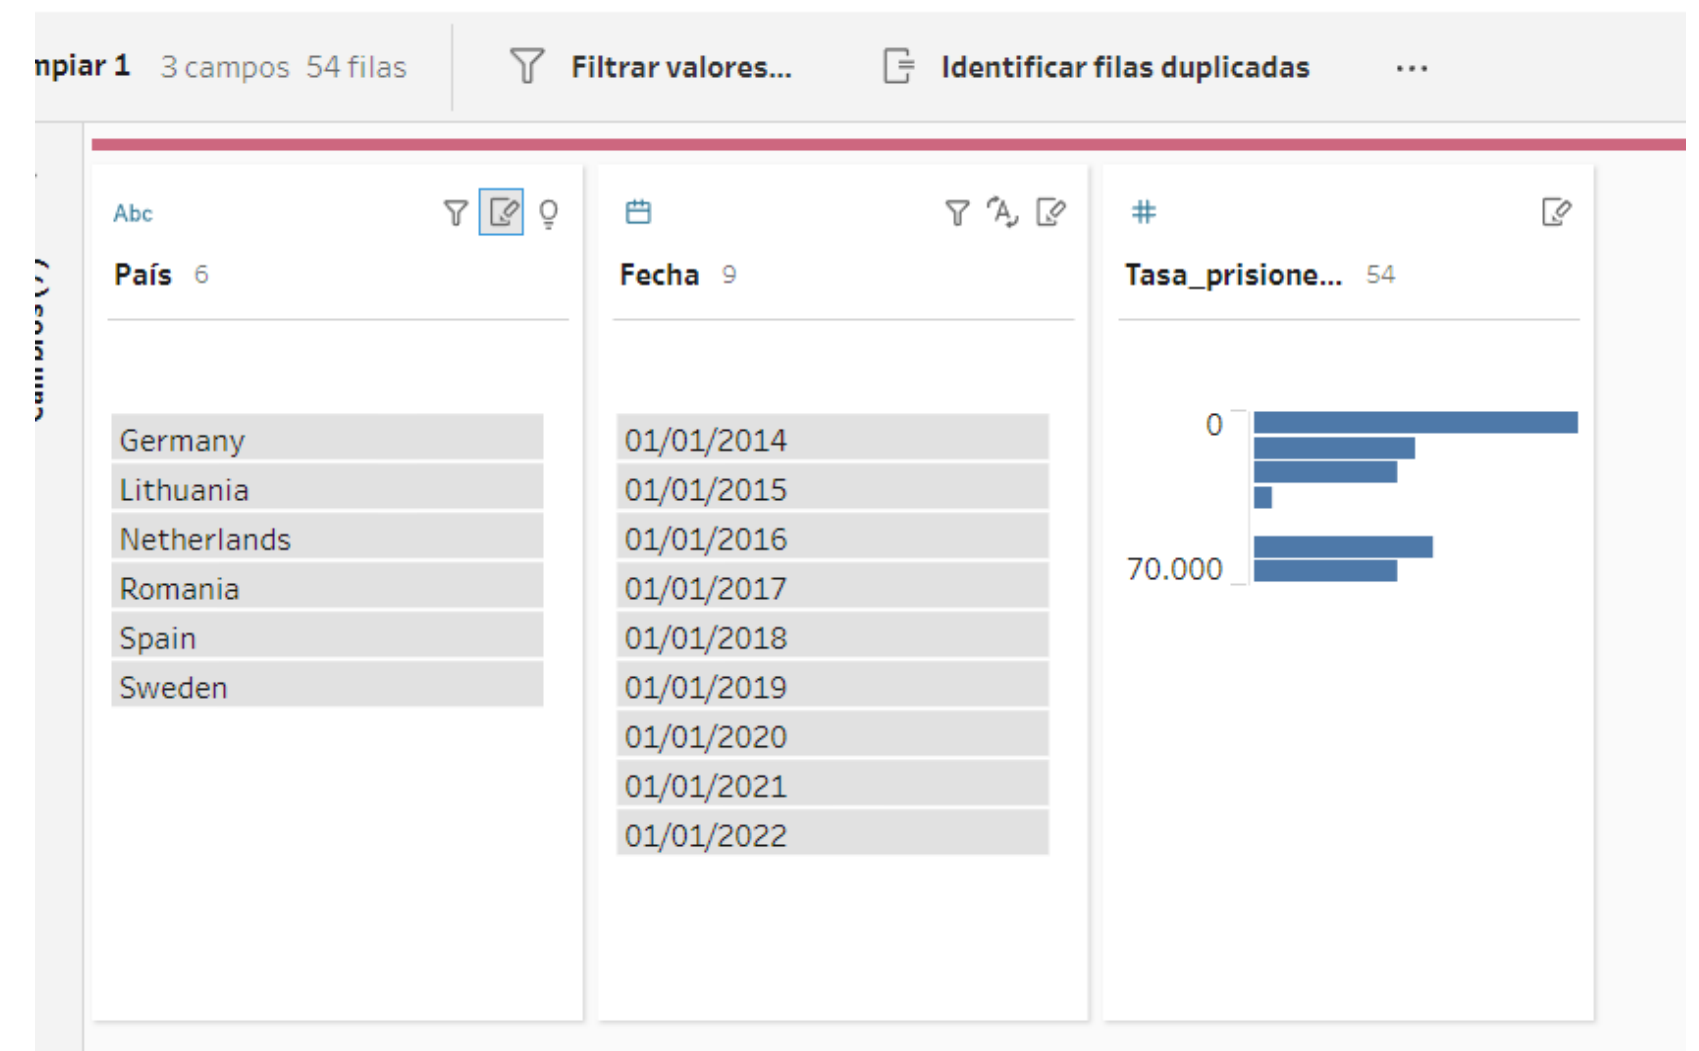 mpiar 1 3 campos 54 filas Filtrar valores... Identificar filas duplicadas ...
Abc
País 6
Fecha 9
Tasa_prisione... 54
Germany
Lithuania
Netherlands
Romania
Spain
Sweden
01/01/2014
01/01/2015
01/01/2016
01/01/2017
01/01/2018
01/01/2019
01/01/2020
01/01/2021
01/01/2022
0
70.000